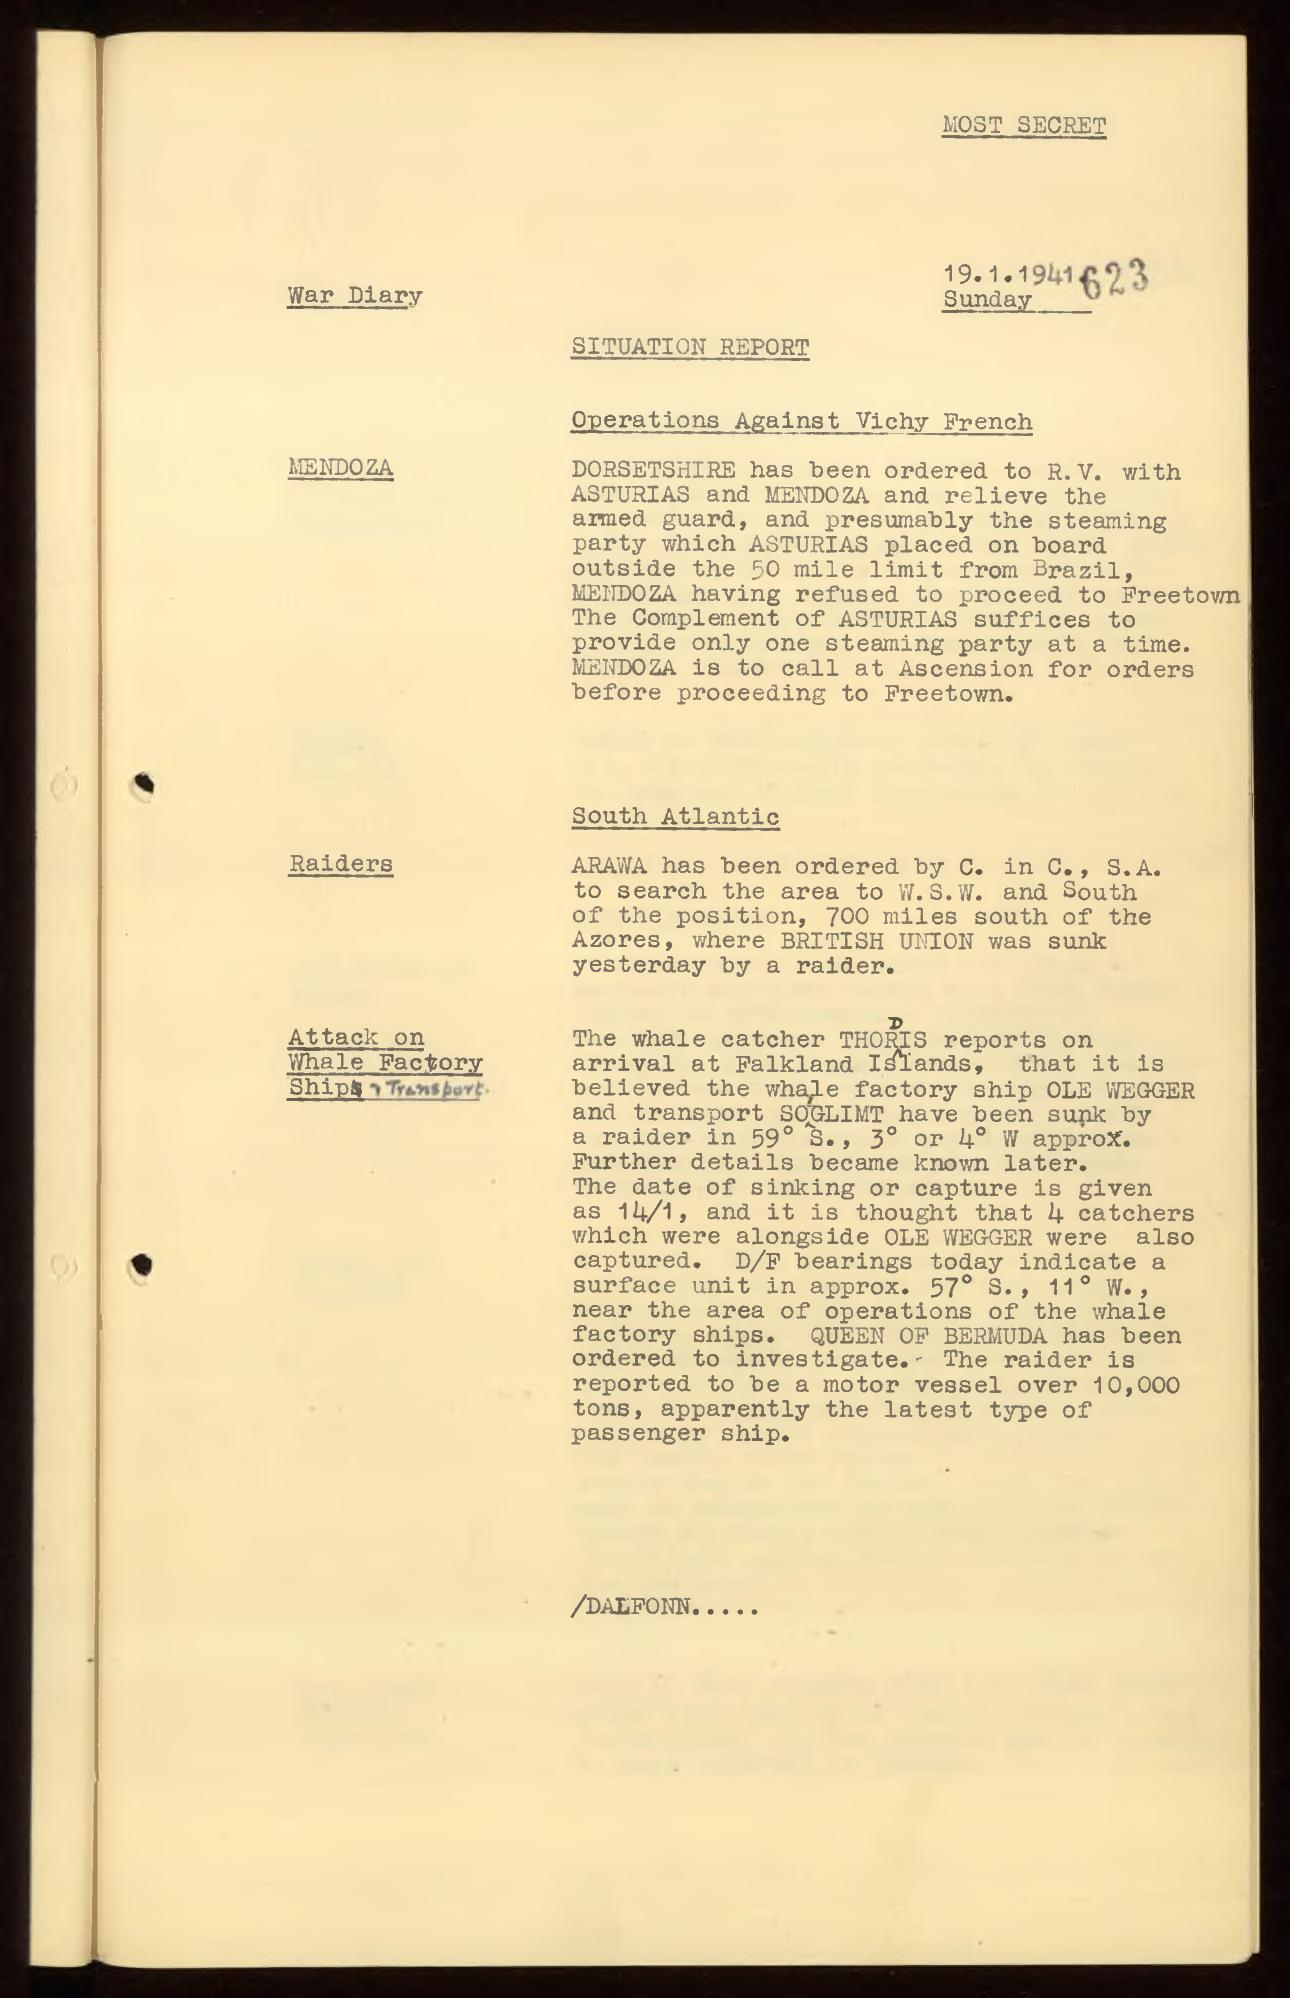 MOST SECRET
19.1.1941 623
War Diary
Sunday
SITUATION REPORT
Operations Against Vichy French
MENDOZA
DORSETSHIRE has been ordered to R.V. with
ASTURIAS and MENDOZA and relieve the
armed guard, and presumably the steaming
party which ASTURIAS placed on board
outside the 50 mile limit from Brazil,
MENDOZA having refused to proceed to Freetown
The Complement of ASTURIAS suffices to
provide only one steaming party at a time.
MENDOZA is to call at Ascension for orders
before proceeding to Freetown.
South Atlantic
Raiders
ARAWA has been ordered by C. in C., S.A.
to search the area to W.S.W. and South
of the position, 700 miles south of the
Azores, where BRITISH UNION was sunk
yesterday by a raider.
Attack on
Whale Factory
Ship & Transport.
The whale catcher THORDIS reports on
arrival at Falkland Islands, that it is
believed the whale factory ship OLE WEGGER
and transport SOGLIMT have been sunk by
a raider in 59° S., 3° or 4° W approx.
Further details became known later.
The date of sinking or capture is given
as 14/1, and it is thought that 4 catchers
which were alongside OLE WEGGER were also
captured. D/F bearings today indicate a
surface unit in approx. 57° S., 11° W.,
near the area of operations of the whale
factory ships. QUEEN OF BERMUDA has been
ordered to investigate. The raider is
reported to be a motor vessel over 10,000
tons, apparently the latest type of
passenger ship.
/DALFONN.....